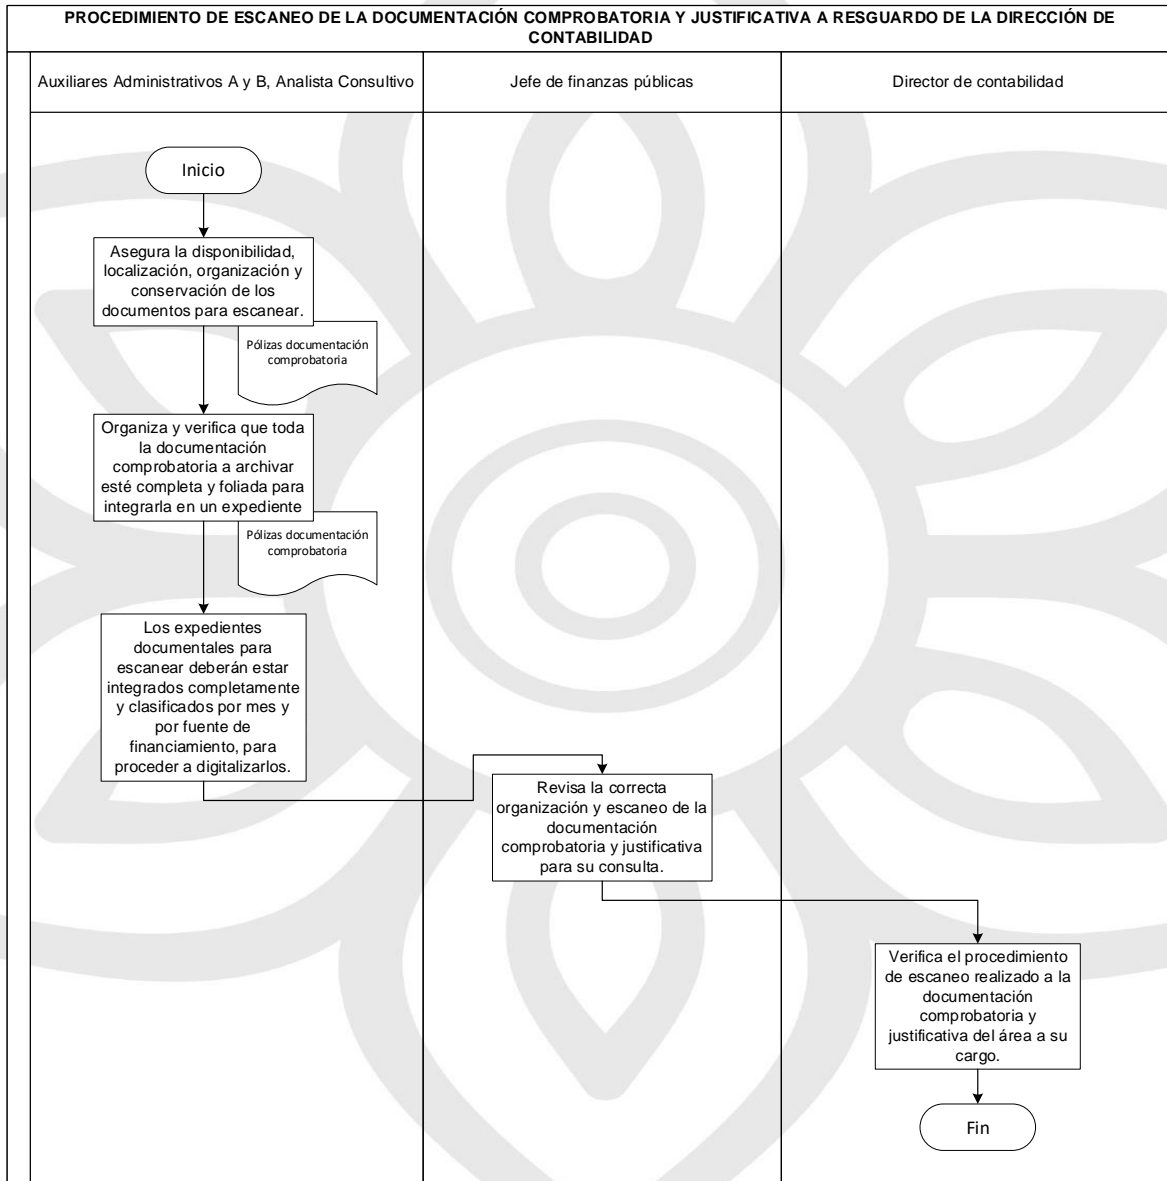 PROCEDIMIENTO DE ESCANEO DE LA DOCUMENTACIÓN COMPROBATORIA Y JUSTIFICATIVA A RESGUARDO DE LA DIRECCIÓN DE
CONTABILIDAD
Auxiliares Administrativos A y B, Analista Consultivo
Jefe de finanzas públicas
Director de contabilidad
Inicio
Asegura la disponibilidad,
localización, organización y
conservación de los
documentos para escanear.
Pólizas documentación
comprobatoria
Organiza y verifica que toda
la documentación
comprobatoria a archivar
esté completa y foliada para
integrarla en un expediente
Pólizas documentación
comprobatoria
Los expedientes
documentales para
escanear deberán estar
integrados completamente
y clasificados por mes y
por fuente de
financiamiento, para
proceder a digitalizarlos.
Revisa la correcta
organización y escaneo de la
documentación
comprobatoria y justificativa
para su consulta.
Verifica el procedimiento
de escaneo realizado a la
documentación
comprobatoria y
justificativa del área a su
cargo.
Fin